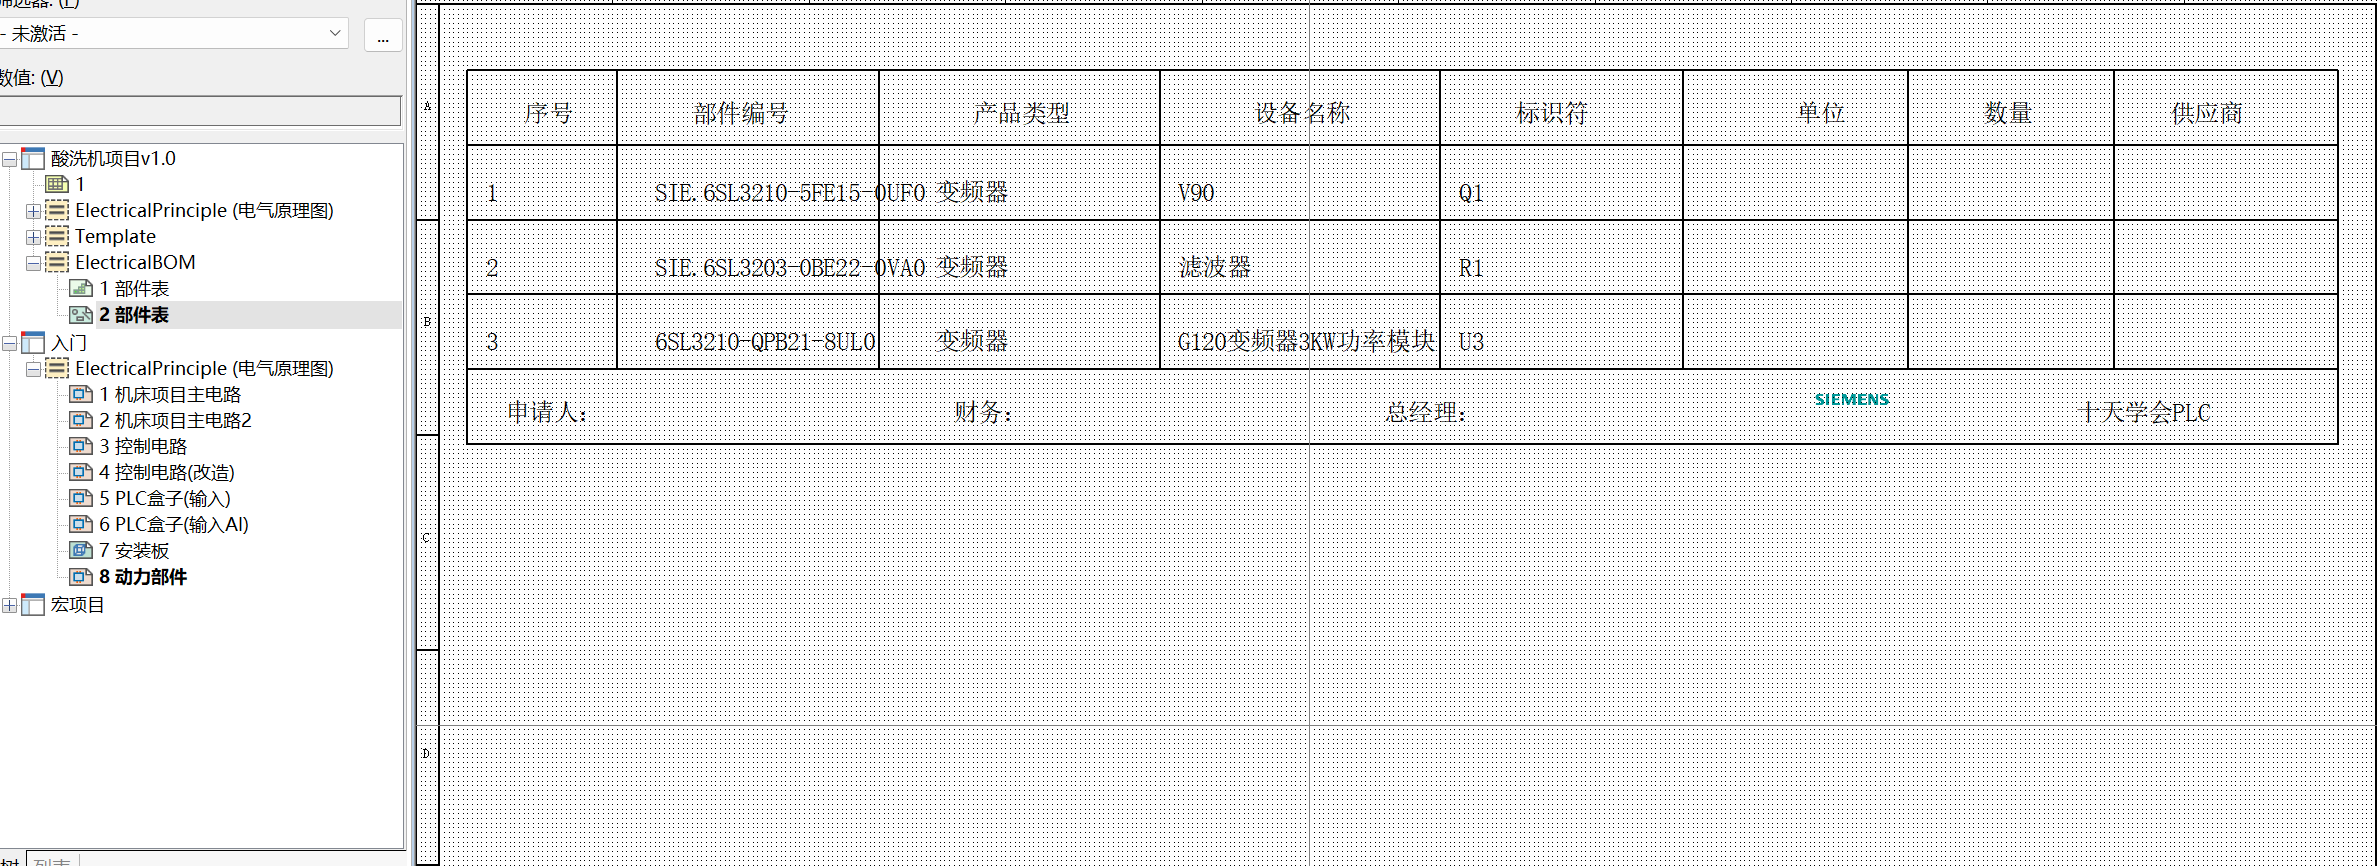 筛选器: (F)
- 未激活 -
...
数值: (V)
酸洗机项目v1.0
1
ElectricalPrinciple (电气原理图)
Template
ElectricalBOM
1 部件表
2 部件表
入门
ElectricalPrinciple (电气原理图)
1 机床项目主电路
2 机床项目主电路2
3 控制电路
4 控制电路(改造)
5 PLC盒子(输入)
6 PLC盒子(输入AI)
7 安装板
8 动力部件
宏项目
树 列表
A
B
C
D
序号 部件编号 产品类型 设备名称 标识符 单位 数量 供应商
1 SIE.6SL3210-5FE15-0UF0 变频器 V90 Q1
2 SIE.6SL3203-0BE22-0VA0 变频器 滤波器 R1
3 6SL3210-QPB21-8UL0 变频器 G120变频器3KW功率模块 U3
申请人: 财务: 总经理: SIEMENS 十天学会PLC